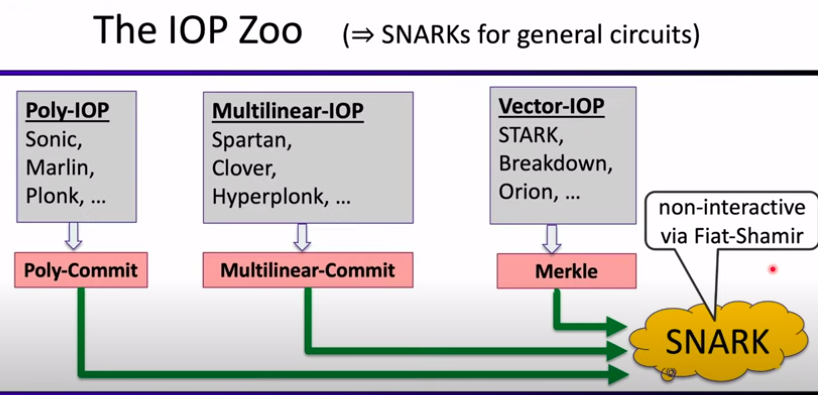 The IOP Zoo (⇒ SNARKs for general circuits)
Poly-IOP
Sonic,
Marlin,
Plonk, ...
Multilinear-IOP
Spartan,
Clover,
Hyperplonk, ...
Vector-IOP
STARK,
Breakdown,
Orion, ...
non-interactive
via Fiat-Shamir
Poly-Commit
Multilinear-Commit
Merkle
SNARK